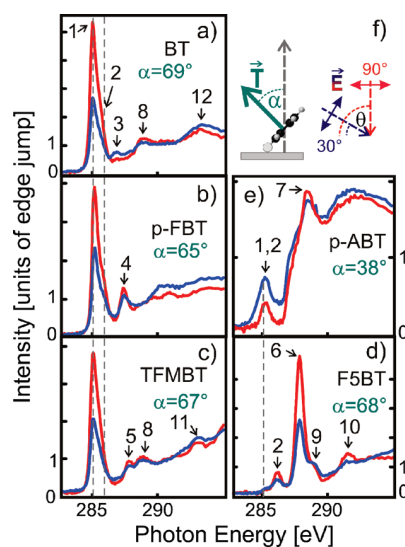 Intensity [units of edge jump]
a)
BT
α=69°
1
2
3
8
12
1
0
b)
p-FBT
α=65°
4
1
c)
TFMBT
α=67°
5
8
11
1
0
285
290
f)
T
α
E
90°
30°
θ
e)
p-ABT
α=38°
7
1,2
1
d)
F5BT
α=68°
6
2
9
10
1
0
285
290
Photon Energy [eV]